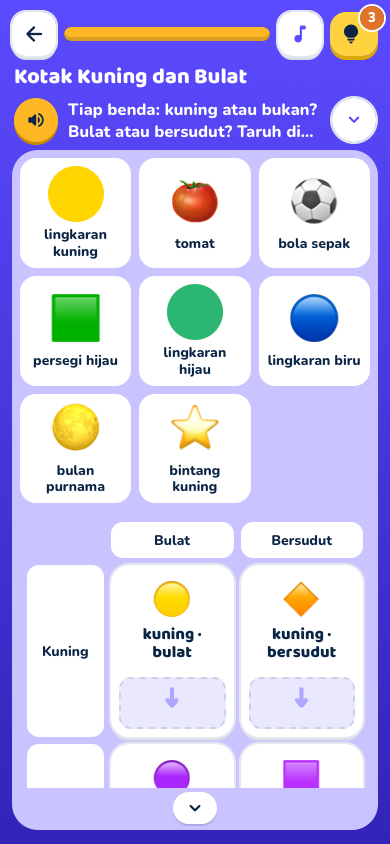 3
Kotak Kuning dan Bulat
Tiap benda: kuning atau bukan?
Bulat atau bersudut? Taruh di...
lingkaran
kuning
tomat
bola sepak
persegi hijau
lingkaran
hijau
lingkaran biru
bulan
purnama
bintang
kuning
Bulat
Bersudut
Kuning
kuning ·
bulat
kuning ·
bersudut